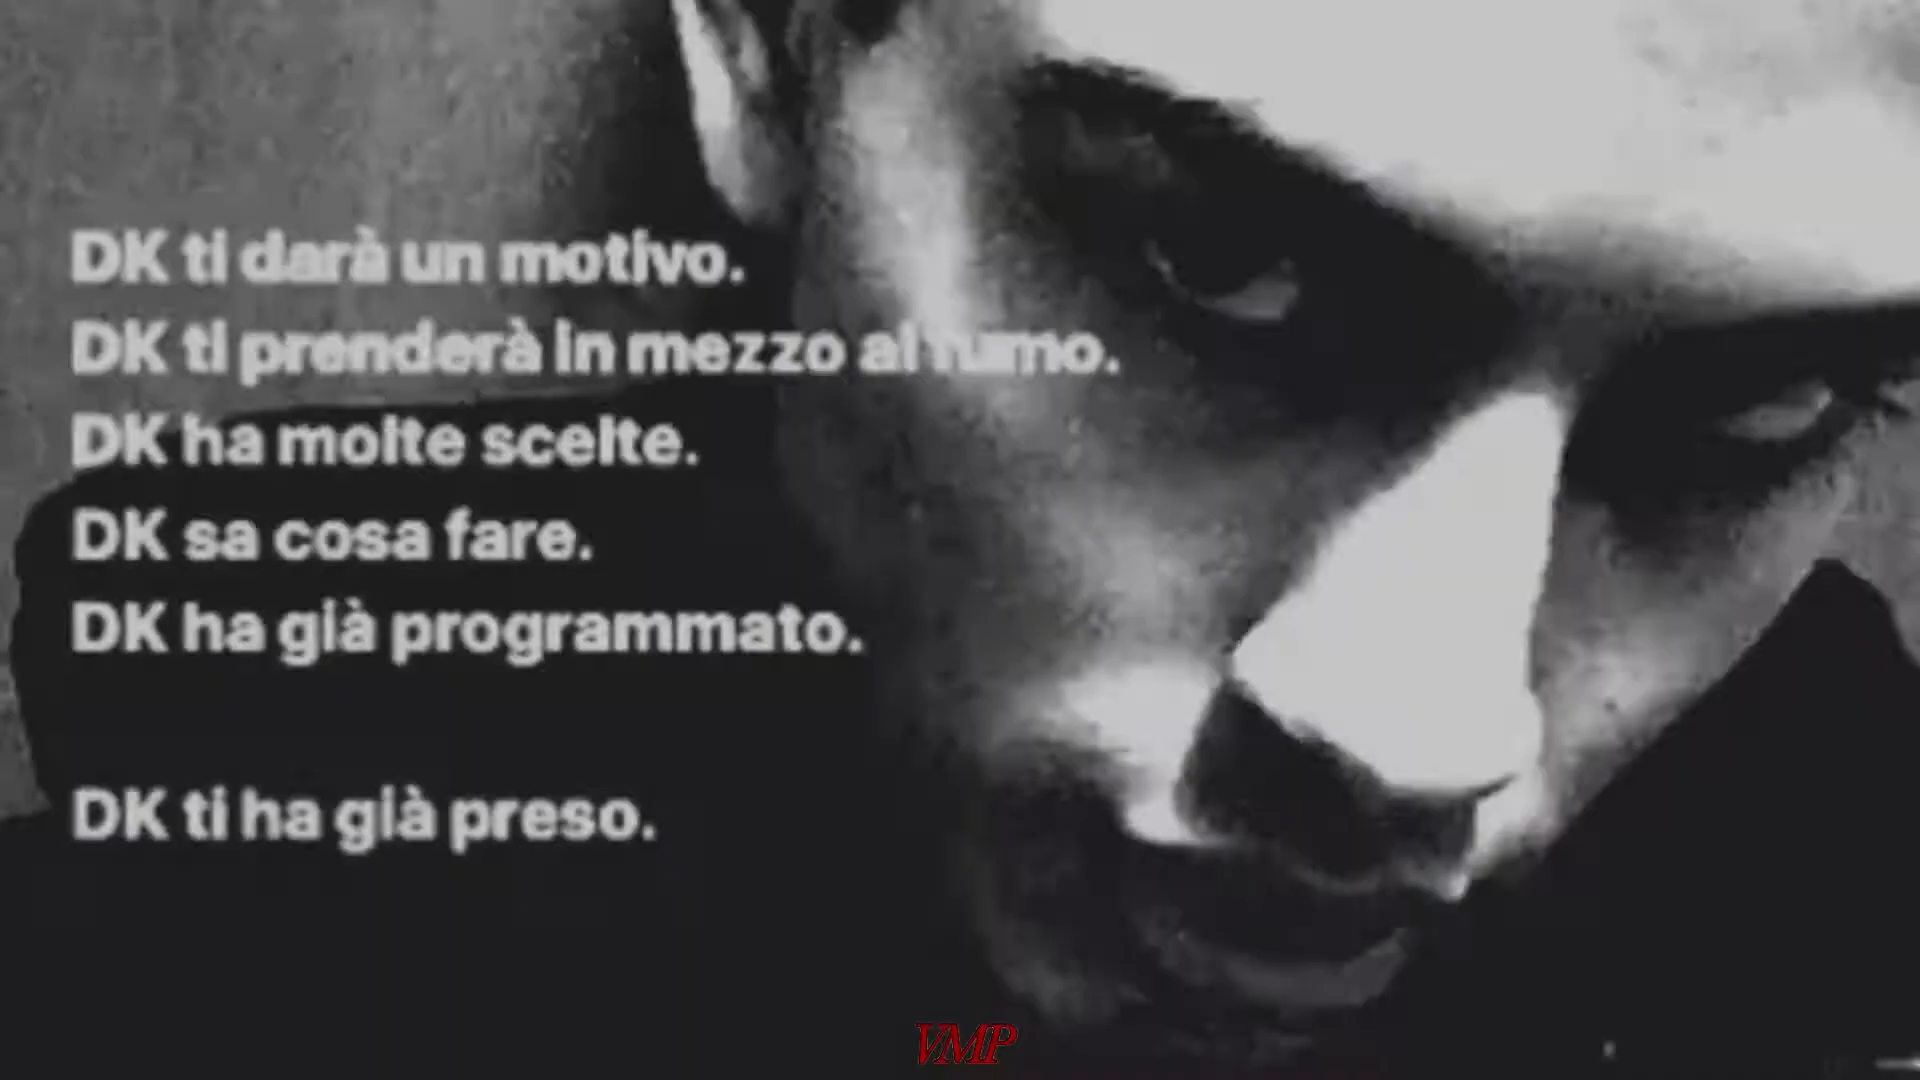 DK ti darà un motivo.
DK ti prenderà in mezzo al fumo.
DK ha molte scelte.
DK sa cosa fare.
DK ha già programmato.
DK ti ha già preso.
VMP